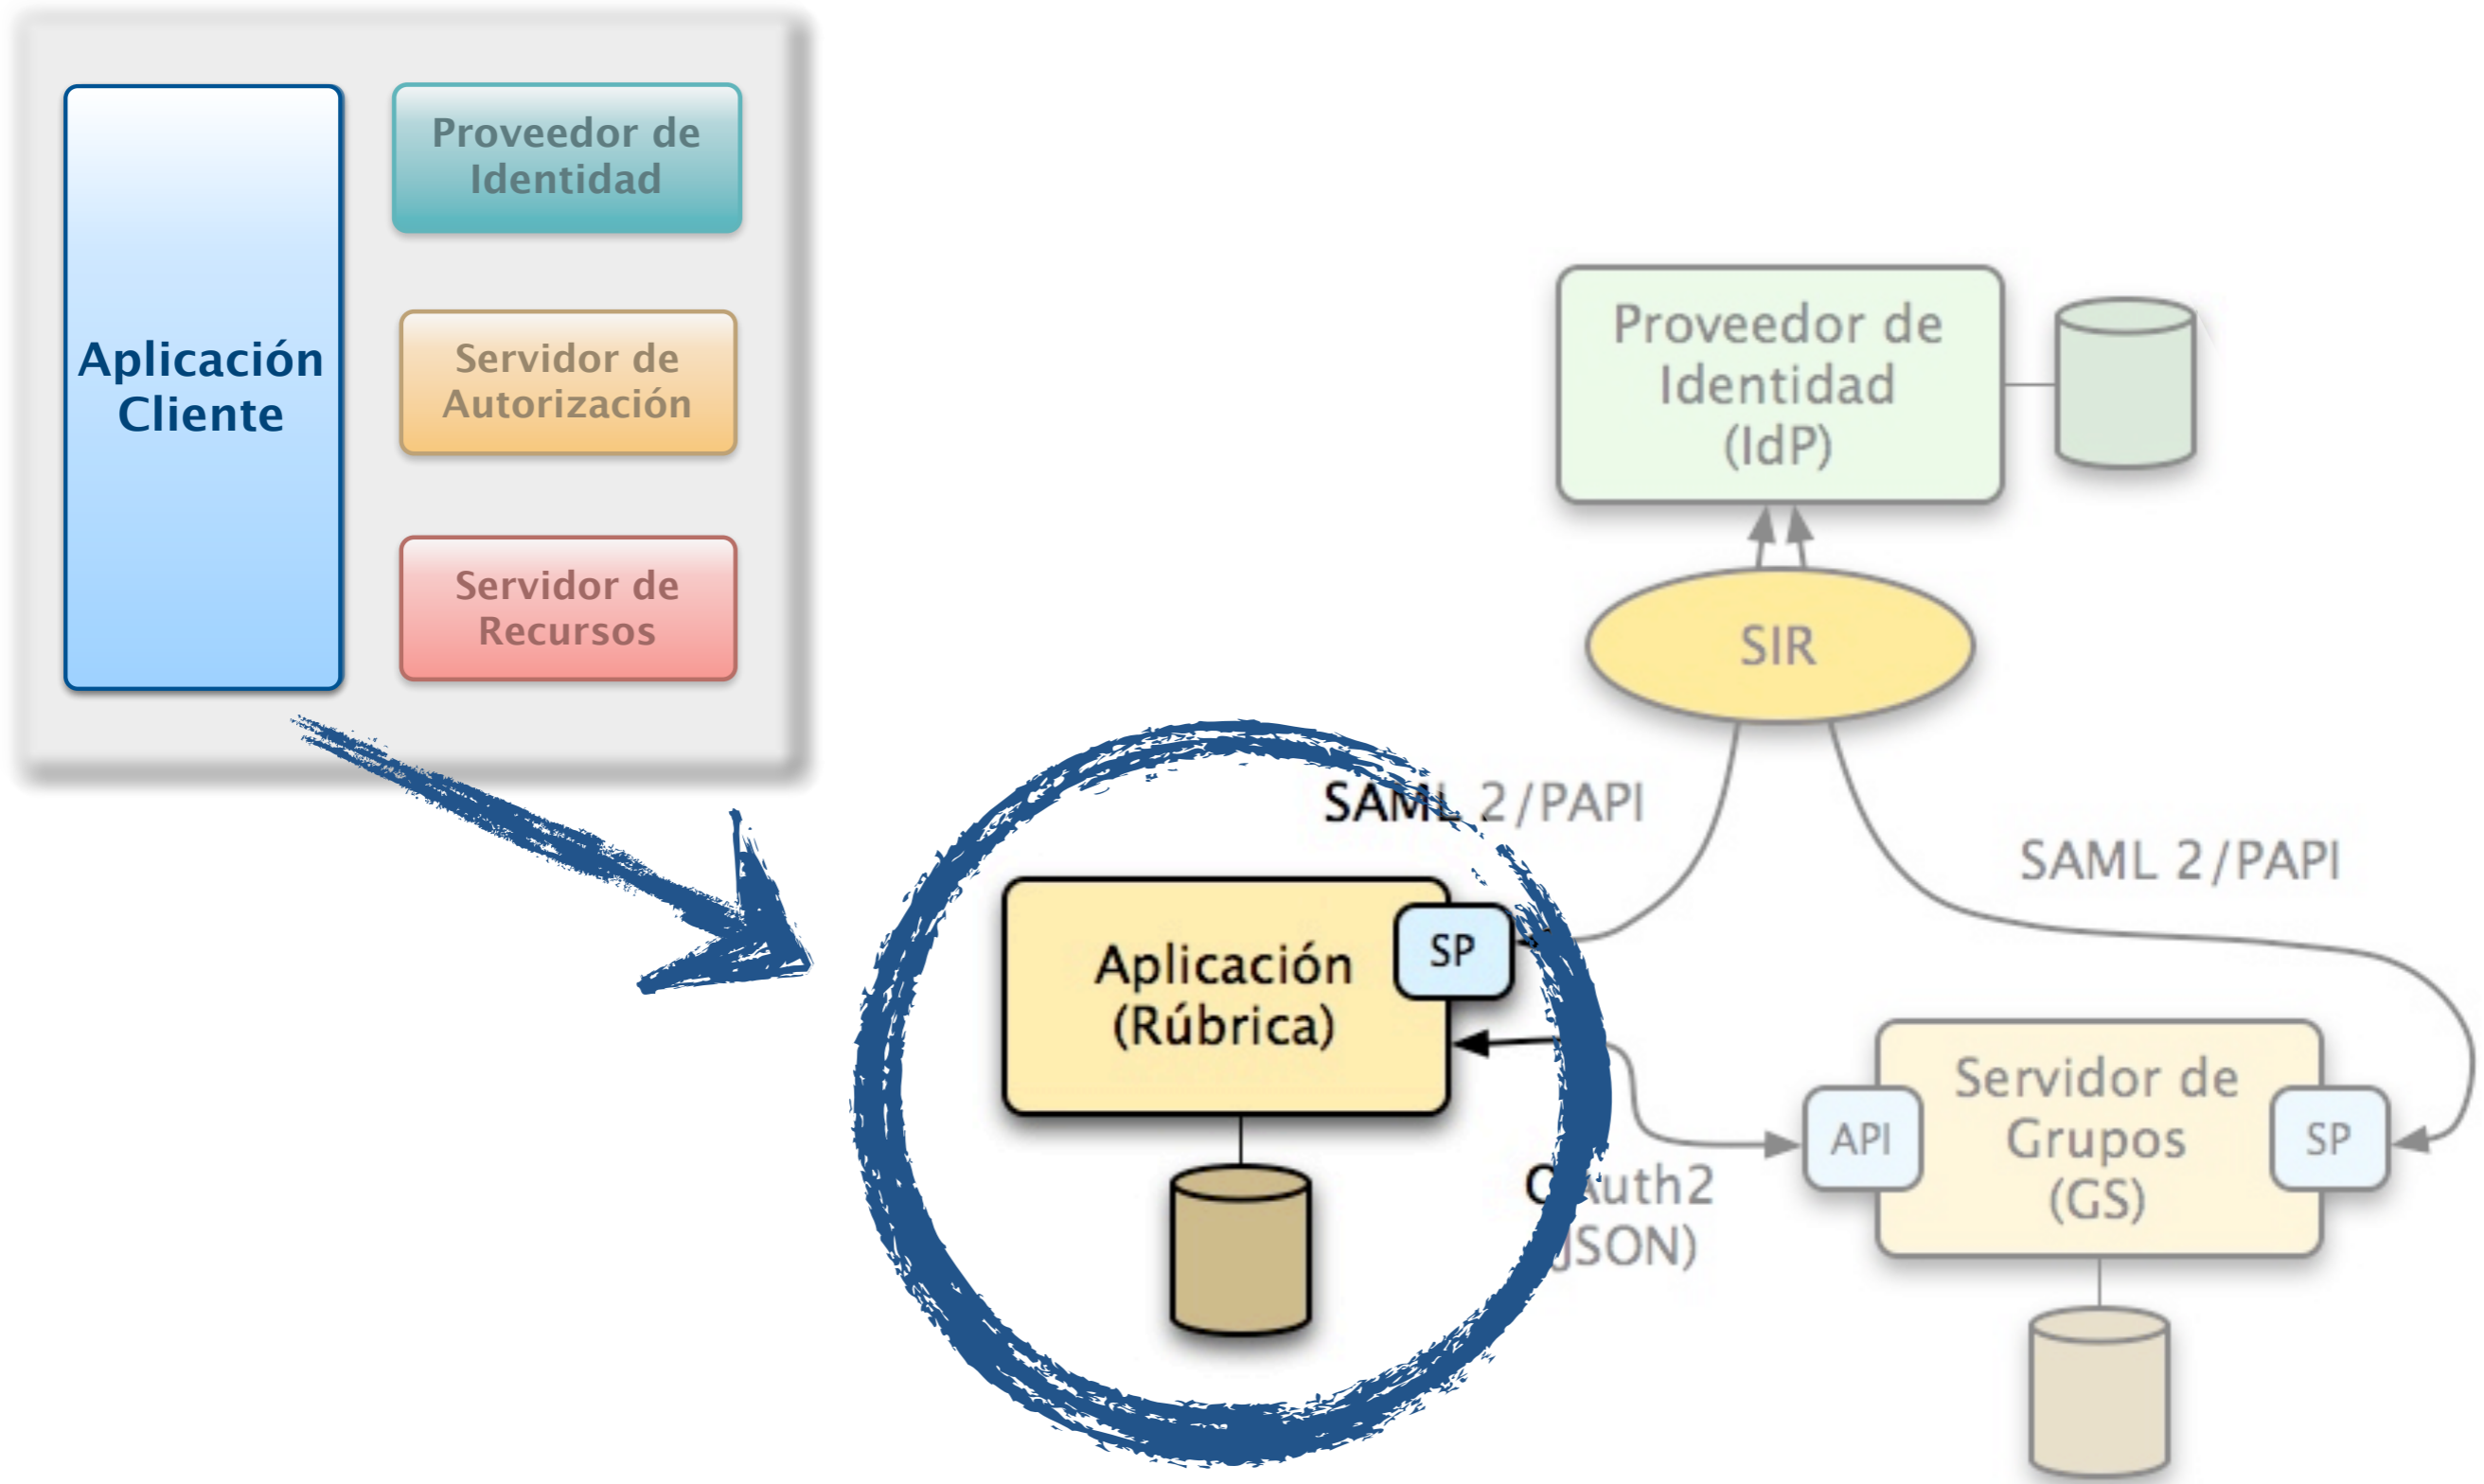 Aplicación
Cliente
Proveedor de
Identidad
Servidor de
Autorización
Servidor de
Recursos
Proveedor de
Identidad
(IdP)
SIR
SAML 2/PAPI
SAML 2/PAPI
Aplicación
(Rúbrica)
SP
OAuth2
(JSON)
API
Servidor de
Grupos
(GS)
SP